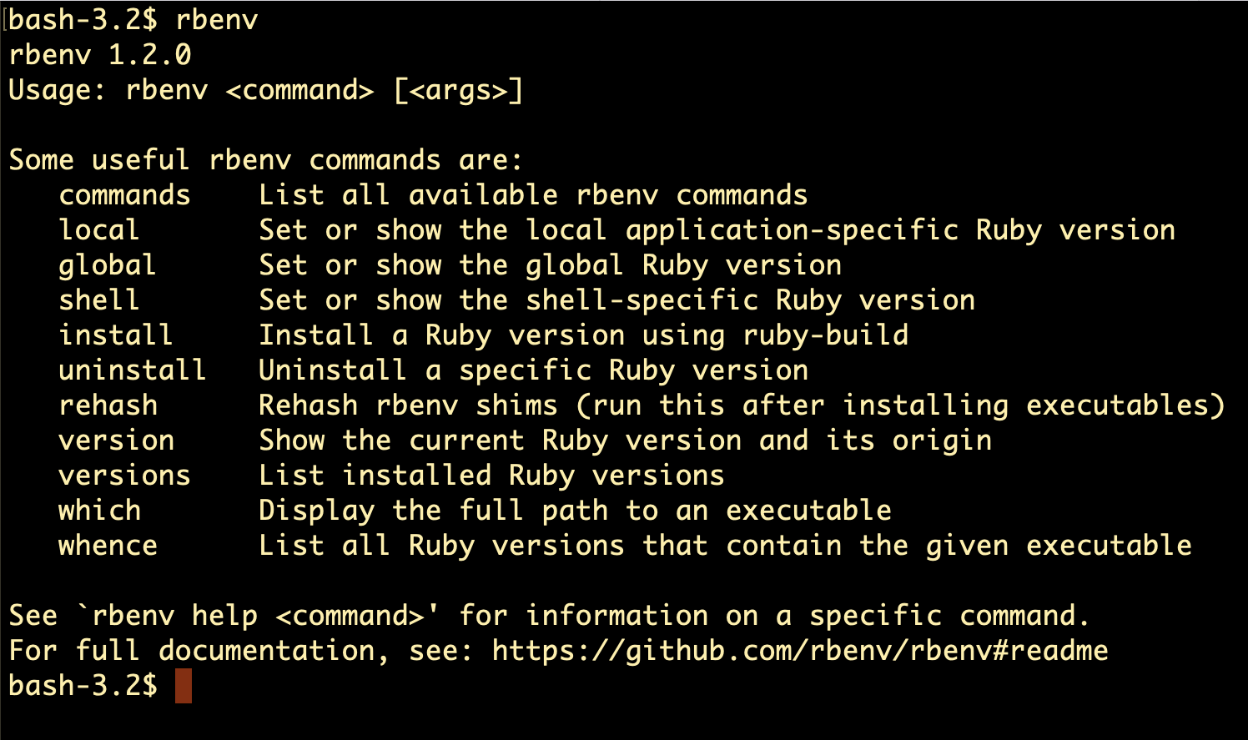 bash-3.2$ rbenv
rbenv 1.2.0
Usage: rbenv <command> [<args>]

Some useful rbenv commands are:
   commands    List all available rbenv commands
   local       Set or show the local application-specific Ruby version
   global      Set or show the global Ruby version
   shell       Set or show the shell-specific Ruby version
   install     Install a Ruby version using ruby-build
   uninstall   Uninstall a specific Ruby version
   rehash      Rehash rbenv shims (run this after installing executables)
   version     Show the current Ruby version and its origin
   versions    List installed Ruby versions
   which       Display the full path to an executable
   whence      List all Ruby versions that contain the given executable

See `rbenv help <command>' for information on a specific command.
For full documentation, see: https://github.com/rbenv/rbenv#readme
bash-3.2$